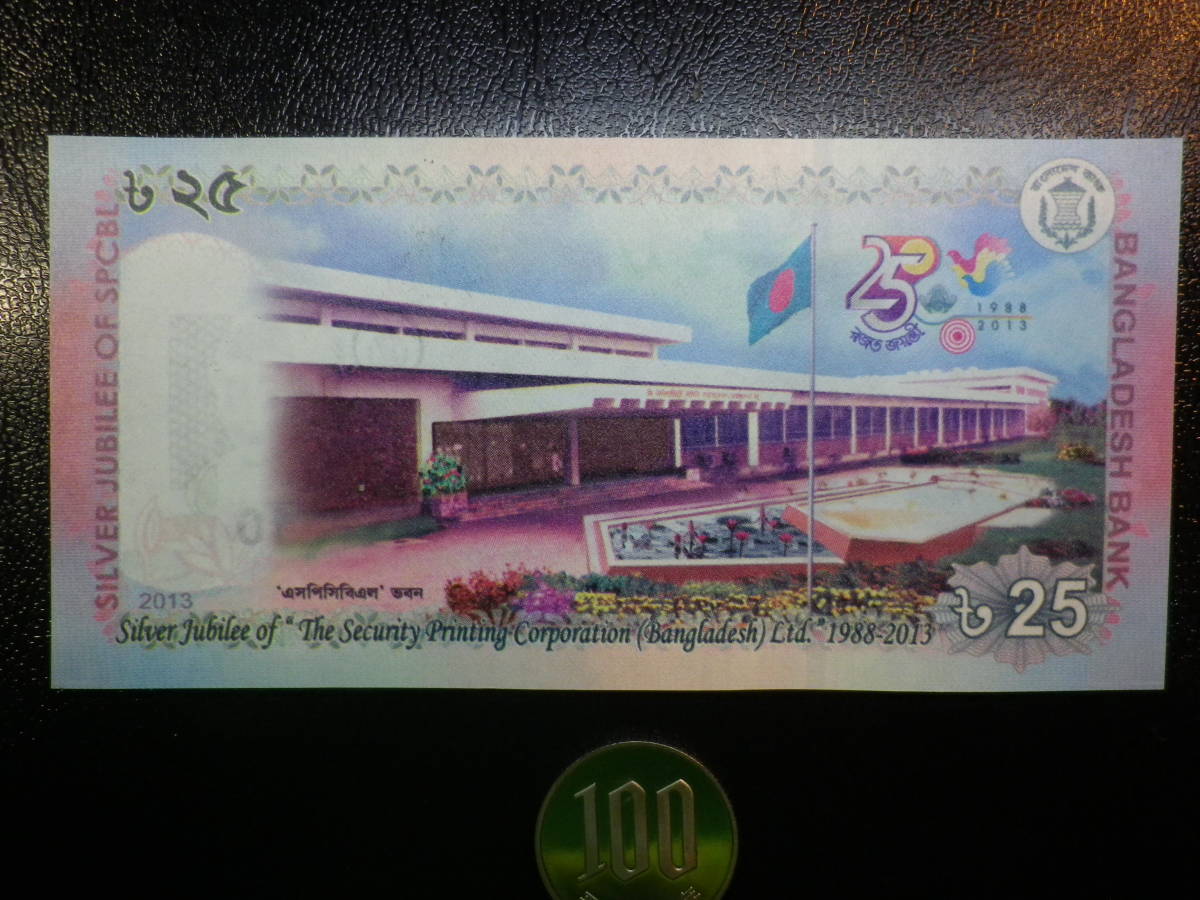 ৳ ২৫
বাংলাদেশ ব্যাংক
SILVER JUBILEE OF SPCBL
BANGLADESH BANK
25
রজত জয়ন্তী
1988
2013
'এসপিসিবিএল' ভবন
2013
Silver Jubilee of "The Security Printing Corporation (Bangladesh) Ltd." 1988-2013
৳ 25
100